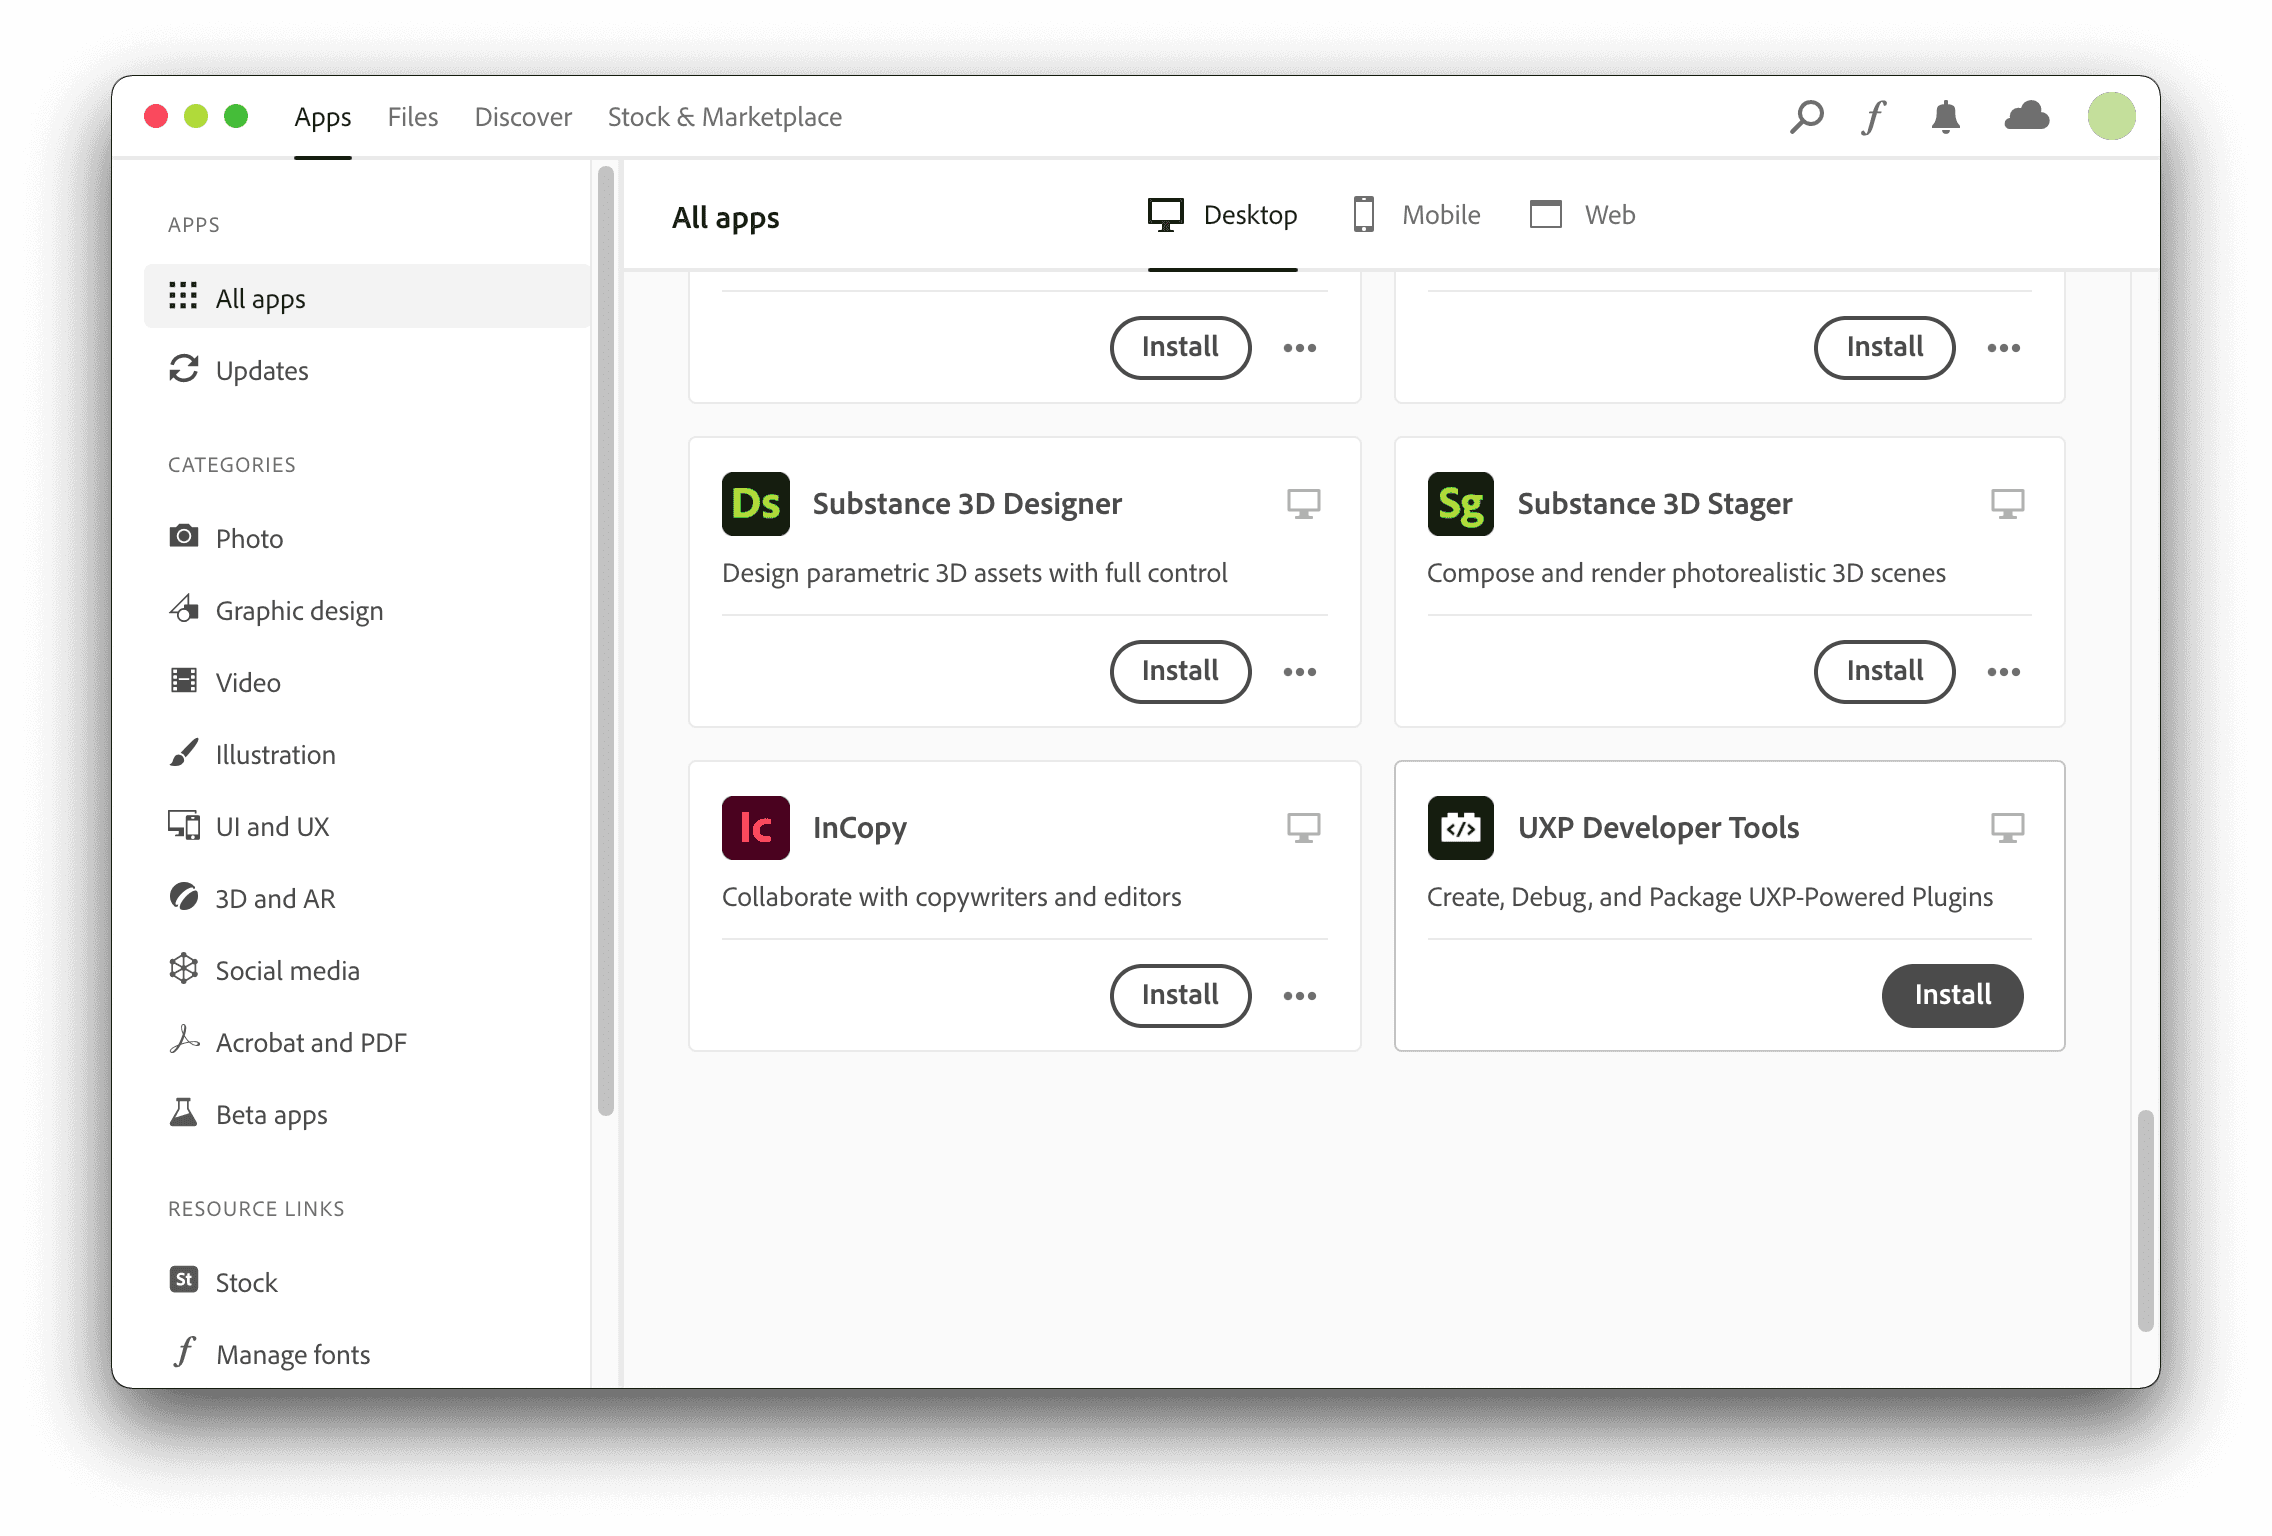 Apps Files Discover Stock & Marketplace
APPS
All apps
Updates
CATEGORIES
Photo
Graphic design
Video
Illustration
UI and UX
3D and AR
Social media
Acrobat and PDF
Beta apps
RESOURCE LINKS
St Stock
Manage fonts
All apps Desktop Mobile Web
Install Install
Ds Substance 3D Designer
Design parametric 3D assets with full control
Install
Sg Substance 3D Stager
Compose and render photorealistic 3D scenes
Install
Ic InCopy
Collaborate with copywriters and editors
Install
UXP Developer Tools
Create, Debug, and Package UXP-Powered Plugins
Install